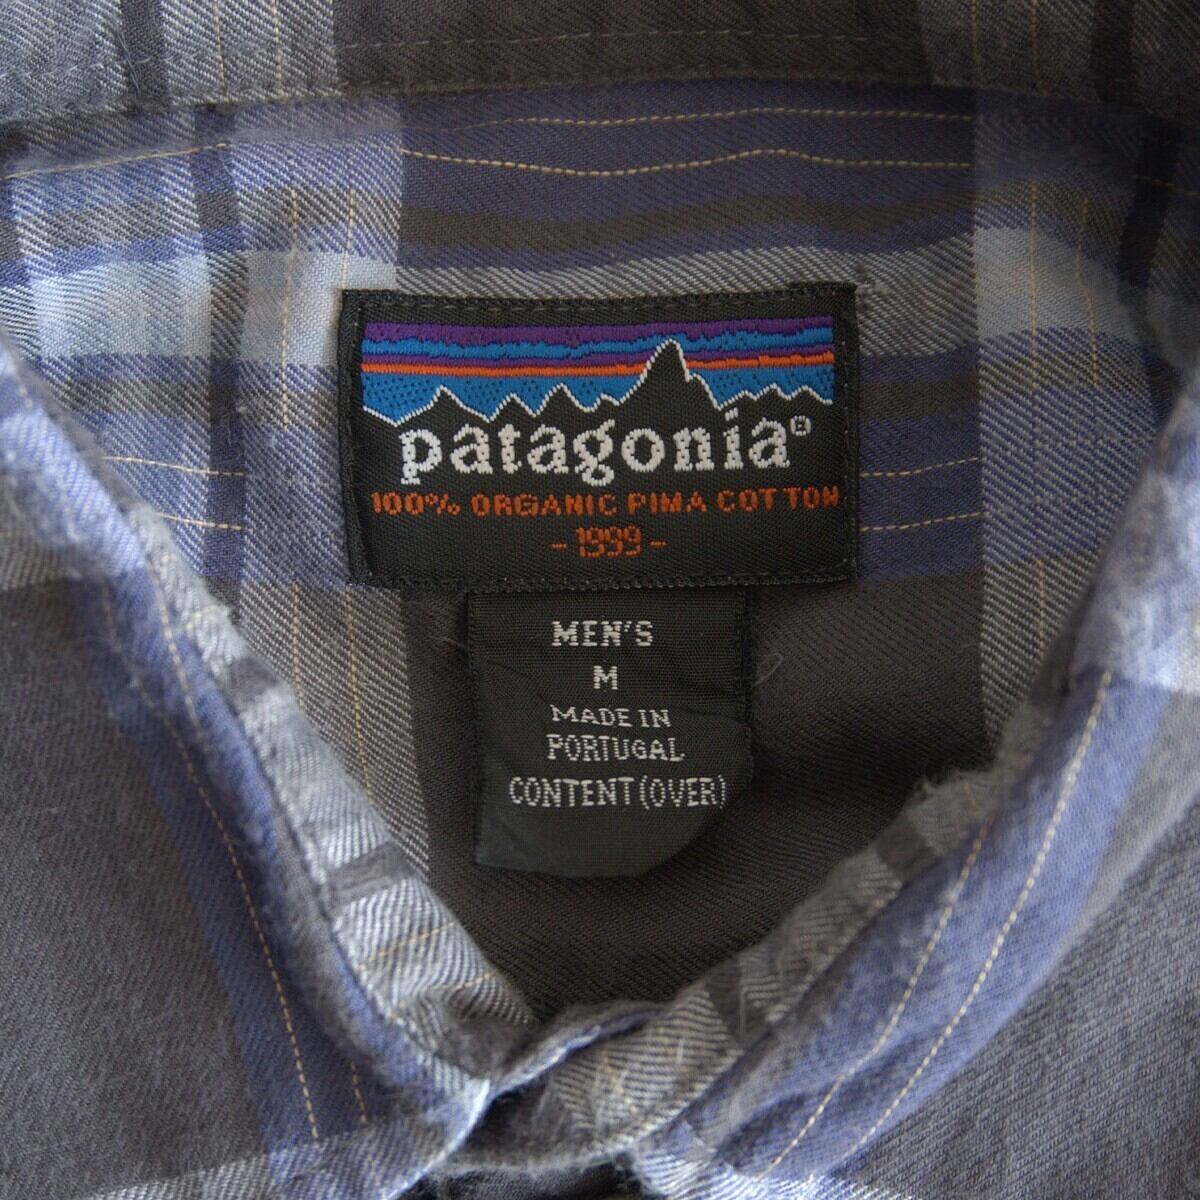 patagonia®
100% ORGANIC PIMA COTTON
- 1999 -
MEN'S
M
MADE IN
PORTUGAL
CONTENT (OVER)